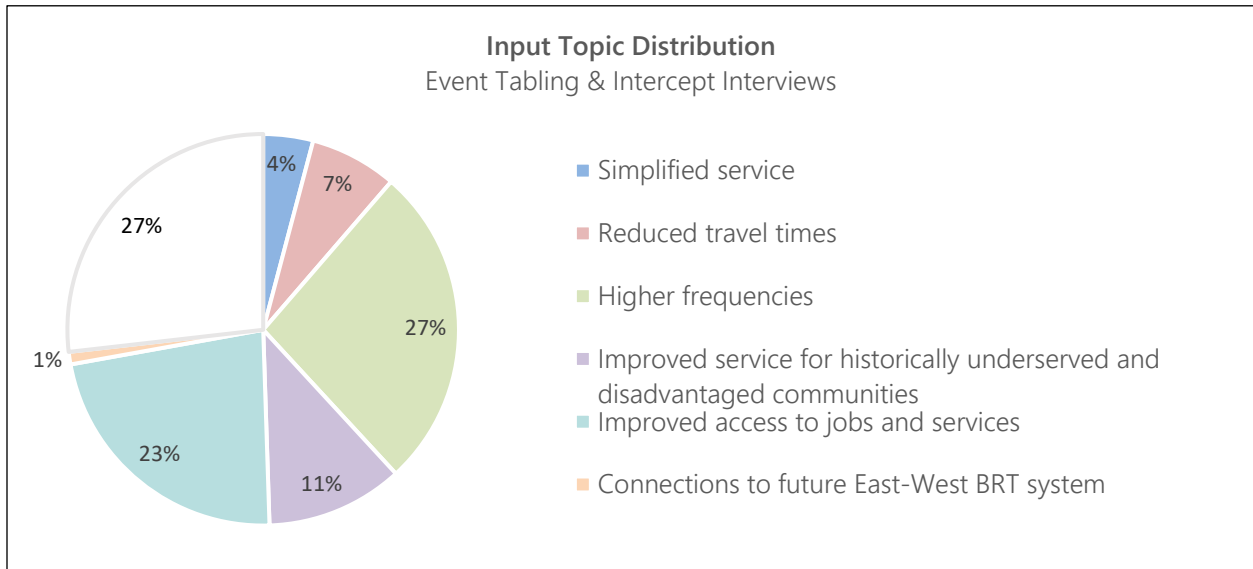 Input Topic Distribution
Event Tabling & Intercept Interviews
4%
7%
27%
11%
23%
1%
27%
Simplified service
Reduced travel times
Higher frequencies
Improved service for historically underserved and
disadvantaged communities
Improved access to jobs and services
Connections to future East-West BRT system